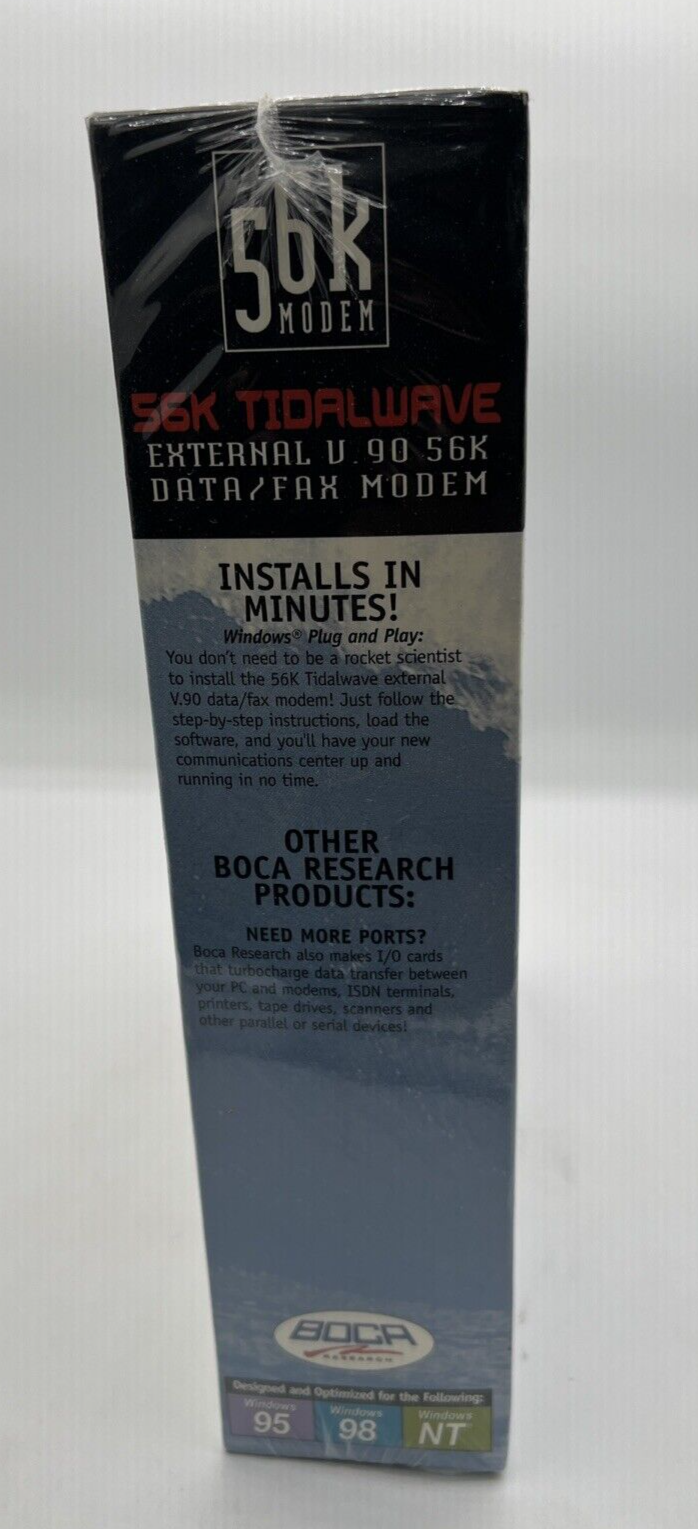 56K
MODEM
56K TIDALWAVE
EXTERNAL V.90 56K
DATA/FAX MODEM
INSTALLS IN
MINUTES!
Windows® Plug and Play:
You don't need to be a rocket scientist
to install the 56K Tidalwave external
V.90 data/fax modem! Just follow the
step-by-step instructions, load the
software, and you'll have your new
communications center up and
running in no time.
OTHER
BOCA RESEARCH
PRODUCTS:
NEED MORE PORTS?
Boca Research also makes I/O cards
that turbocharge data transfer between
your PC and modems, ISDN terminals,
printers, tape drives, scanners and
other parallel or serial devices!
BOCA
RESEARCH
Designed and Optimized for the Following:
Windows Windows Windows
95 98 NT